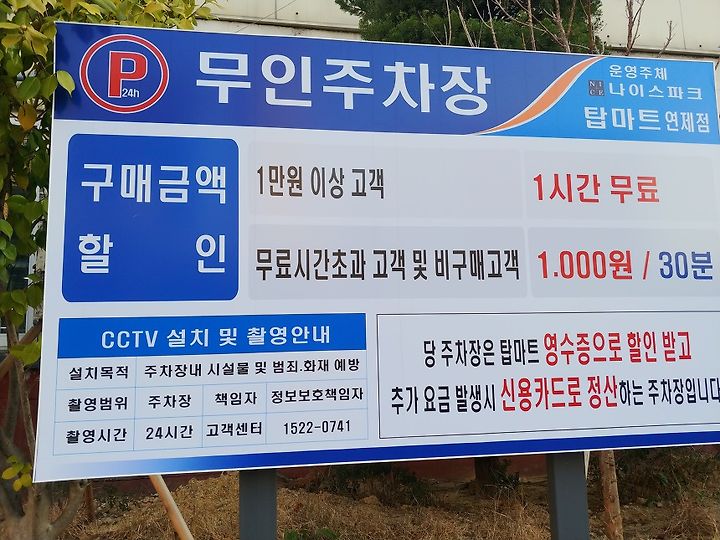 P 24h
무인주차장
운영주체
NICE 나이스파크
탑마트 연제점
구매금액 할인
1만원 이상 고객 1시간 무료
무료시간초과 고객 및 비구매고객 1.000원 / 30분
CCTV 설치 및 촬영안내
설치목적 주차장내 시설물 및 범죄.화재 예방
촬영범위 주차장 책임자 정보보호책임자
촬영시간 24시간 고객센터 1522-0741
당 주차장은 탑마트 영수증으로 할인 받고
추가 요금 발생시 신용카드로 정산하는 주차장입니다